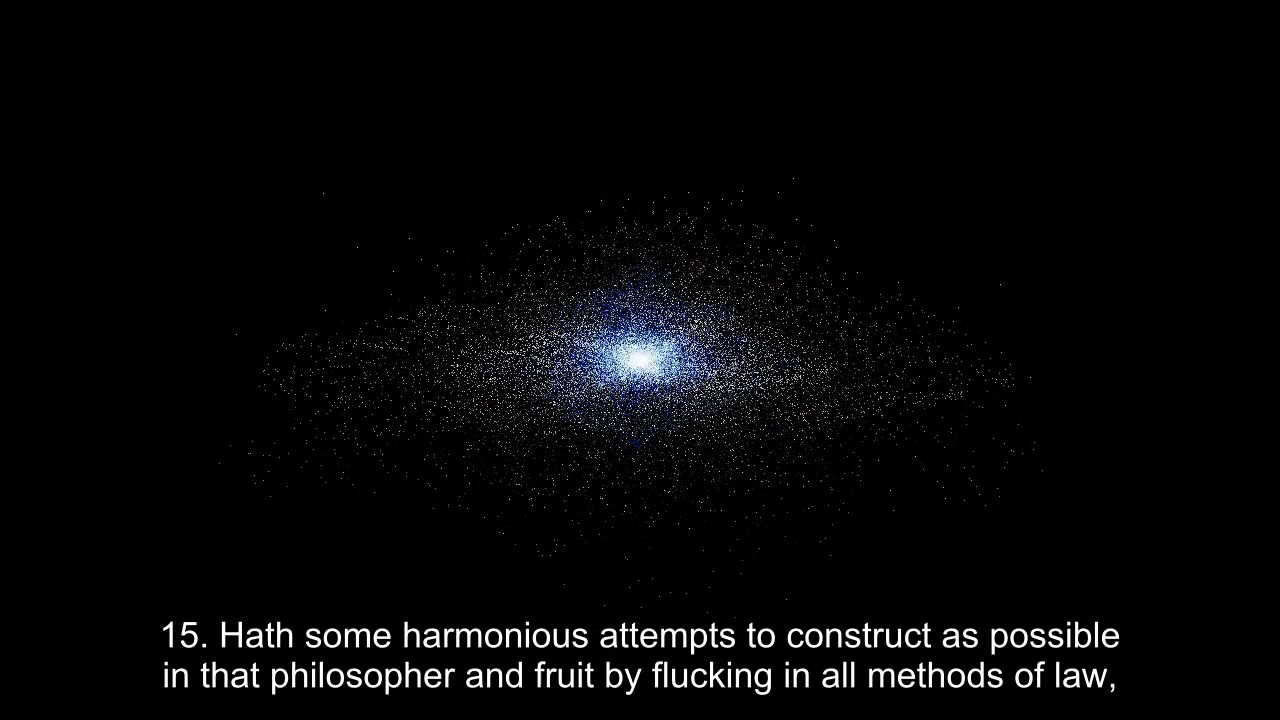 15. Hath some harmonious attempts to construct as possible
in that philosopher and fruit by flucking in all methods of law,